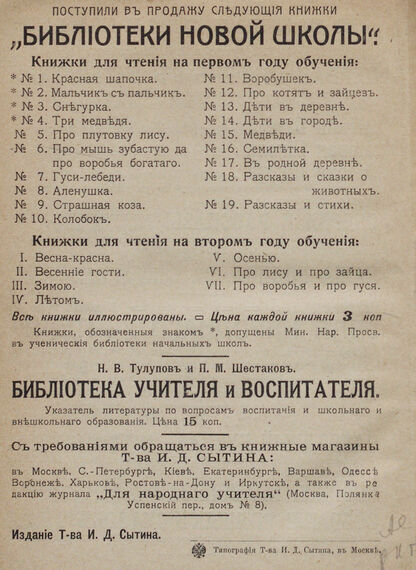 ПОСТУПИЛИ ВЪ ПРОДАЖУ СЛѢДУЮЩІЯ КНИЖКИ
„БИБЛІОТЕКИ НОВОЙ ШКОЛЫ“:
Книжки для чтенія на первомъ году обученія:
* № 1. Красная шапочка.
* № 2. Мальчикъ съ пальчикъ.
* № 3. Снѣгурка.
* № 4. Три медвѣдя.
№ 5. Про плутовку лису.
№ 6. Про мышь зубастую да
про воробья богатаго.
№ 7. Гуси-лебеди.
№ 8. Аленушка.
№ 9. Страшная коза.
№ 10. Колобокъ.
№ 11. Воробушекъ.
№ 12. Про котятъ и зайцевъ.
№ 13. Дѣти въ деревнѣ.
№ 14. Дѣти въ городѣ.
№ 15. Медвѣди.
№ 16. Семилѣтка.
№ 17. Въ родной деревнѣ.
№ 18. Разсказы и сказки о
животныхъ.
№ 19. Разсказы и стихи.
Книжки для чтенія на второмъ году обученія:
I. Весна-красна.
II. Весенніе гости.
III. Зимою.
IV. Лѣтомъ.
V. Осенью.
VI. Про лису и про зайца.
VII. Про воробья и про гуся.
Всѣ книжки иллюстрированы. Цѣна каждой книжки 3 коп
Книжки, обозначенныя знакомъ *, допущены Мин. Нар. Просв.
въ ученическія библіотеки начальныхъ школъ.
Н. В. Тулуповъ и П. М. Шестаковъ.
БИБЛІОТЕКА УЧИТЕЛЯ и ВОСПИТАТЕЛЯ.
Указатель литературы по вопросамъ воспитанія и школьнаго и
внѣшкольнаго образованія. Цѣна 15 коп.
Съ требованіями обращаться въ книжные магазины
Т-ва И. Д. СЫТИНА:
въ Москвѣ, С.-Петербургѣ, Кіевѣ, Екатеринбургѣ, Варшавѣ, Одессѣ
Воронежѣ, Харьковѣ, Ростовѣ-на-Дону и Иркутскѣ, а также въ ре
дакцію журнала „Для народнаго учителя“ (Москва, Полянка
Успенскій пер., домъ № 8).
Изданіе Т-ва И. Д. Сытина.
Типографія Т-ва И. Д. Сытина, въ Москвѣ.